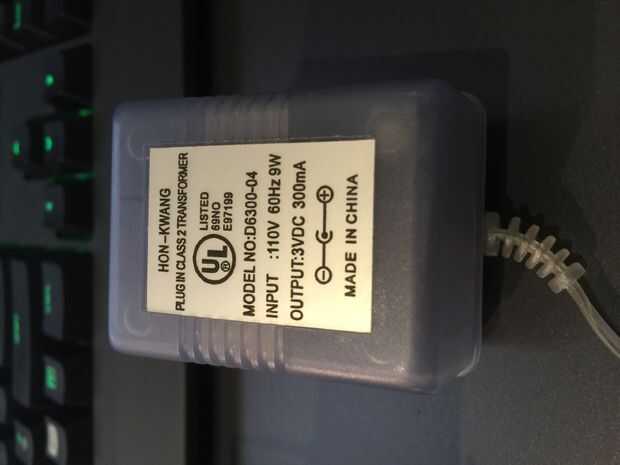 HON-KWANG
PLUG IN CLASS 2 TRANSFORMER
UL
LISTED
69NO
E97199
MODEL NO:D6300-04
INPUT :110V 60Hz 9W
OUTPUT:3VDC 300mA
MADE IN CHINA